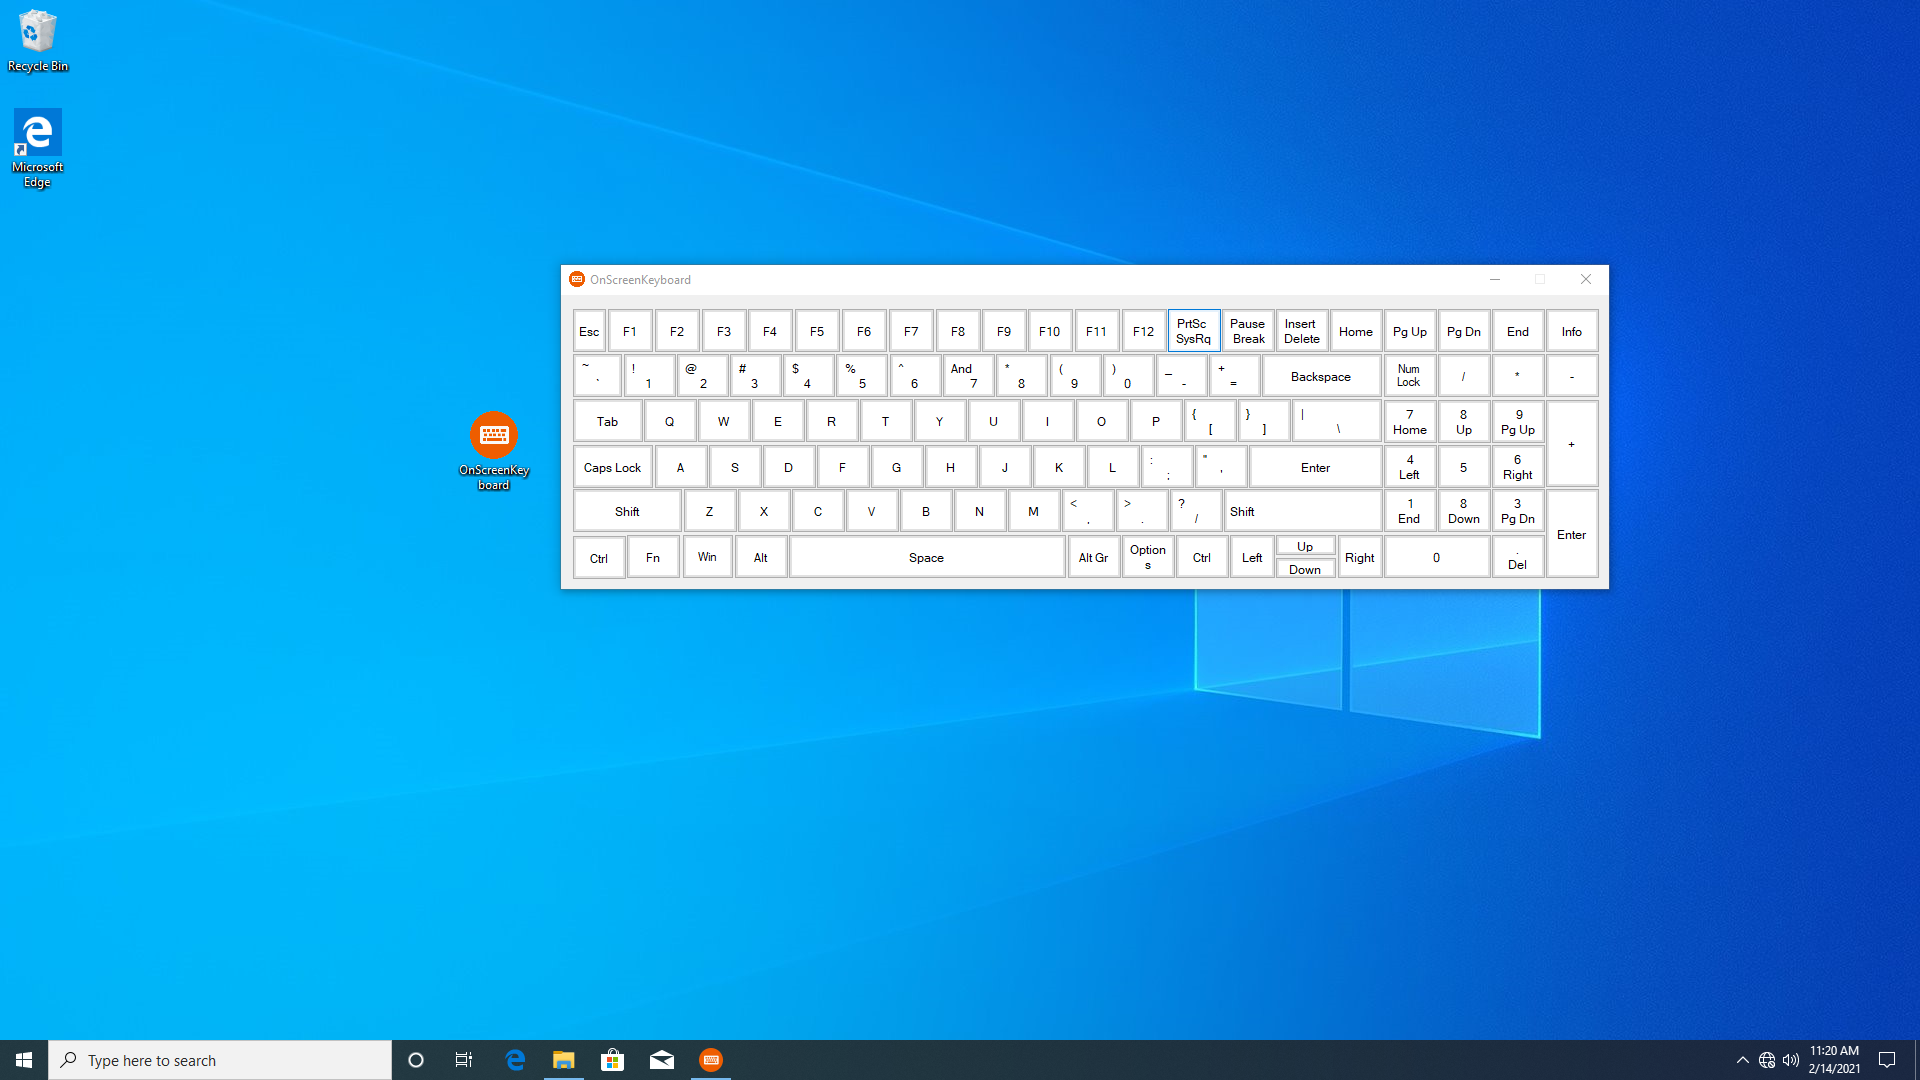 Recycle Bin
Microsoft
Edge
OnScreenKey
board
OnScreenKeyboard
Esc F1 F2 F3 F4 F5 F6 F7 F8 F9 F10 F11 F12 PrtSc SysRq Pause Break Insert Delete Home Pg Up Pg Dn End Info
~ ` ! 1 @ 2 # 3 $ 4 % 5 ^ 6 And 7 * 8 ( 9 ) 0 _ - + = Backspace Num Lock / * -
Tab Q W E R T Y U I O P { [ } ] | \ 7 Home 8 Up 9 Pg Up +
Caps Lock A S D F G H J K L : ; " , Enter 4 Left 5 6 Right
Shift Z X C V B N M < , > . ? / Shift 1 End 8 Down 3 Pg Dn Enter
Ctrl Fn Win Alt Space Alt Gr Option s Ctrl Left Up Down Right 0 . Del
Type here to search
11:20 AM
2/14/2021